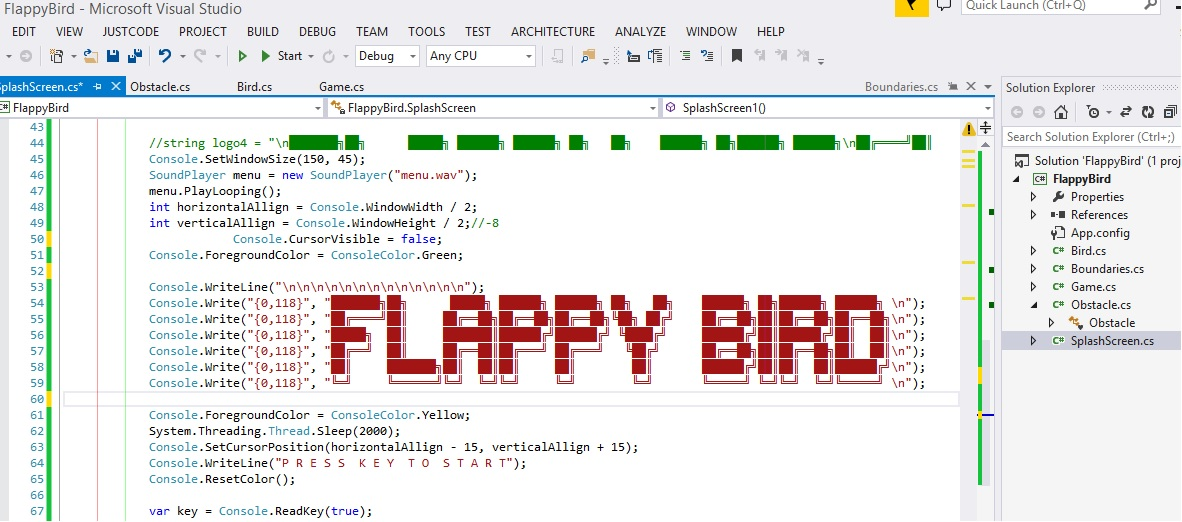 FlappyBird - Microsoft Visual Studio
Quick Launch (Ctrl+Q)
EDIT VIEW JUSTCODE PROJECT BUILD DEBUG TEAM TOOLS TEST ARCHITECTURE ANALYZE WINDOW HELP
Start Debug Any CPU
SplashScreen.cs* Obstacle.cs Bird.cs Game.cs Boundaries.cs
FlappyBird FlappyBird.SplashScreen SplashScreen1()
43
44 //string logo4 = "\n \n
45 Console.SetWindowSize(150, 45);
46 SoundPlayer menu = new SoundPlayer("menu.wav");
47 menu.PlayLooping();
48 int horizontalAllign = Console.WindowWidth / 2;
49 int verticalAllign = Console.WindowHeight / 2;//-8
50 Console.CursorVisible = false;
51 Console.ForegroundColor = ConsoleColor.Green;
52
53 Console.WriteLine("\n\n\n\n\n\n\n\n\n\n\n\n\n\n\n\n\n");
54 Console.Write("{0,118}", " \n");
55 Console.Write("{0,118}", " \n");
56 Console.Write("{0,118}", " \n");
57 Console.Write("{0,118}", " \n");
58 Console.Write("{0,118}", " \n");
59 Console.Write("{0,118}", " \n");
FLAPPY BIRD
60
61 Console.ForegroundColor = ConsoleColor.Yellow;
62 System.Threading.Thread.Sleep(2000);
63 Console.SetCursorPosition(horizontalAllign - 15, verticalAllign + 15);
64 Console.WriteLine("P R E S S  K E Y  T O  S T A R T");
65 Console.ResetColor();
66
67 var key = Console.ReadKey(true);
Solution Explorer
Search Solution Explorer (Ctrl+;)
Solution 'FlappyBird' (1 proj
C# FlappyBird
Properties
References
App.config
C# Bird.cs
C# Boundaries.cs
C# Game.cs
C# Obstacle.cs
Obstacle
C# SplashScreen.cs